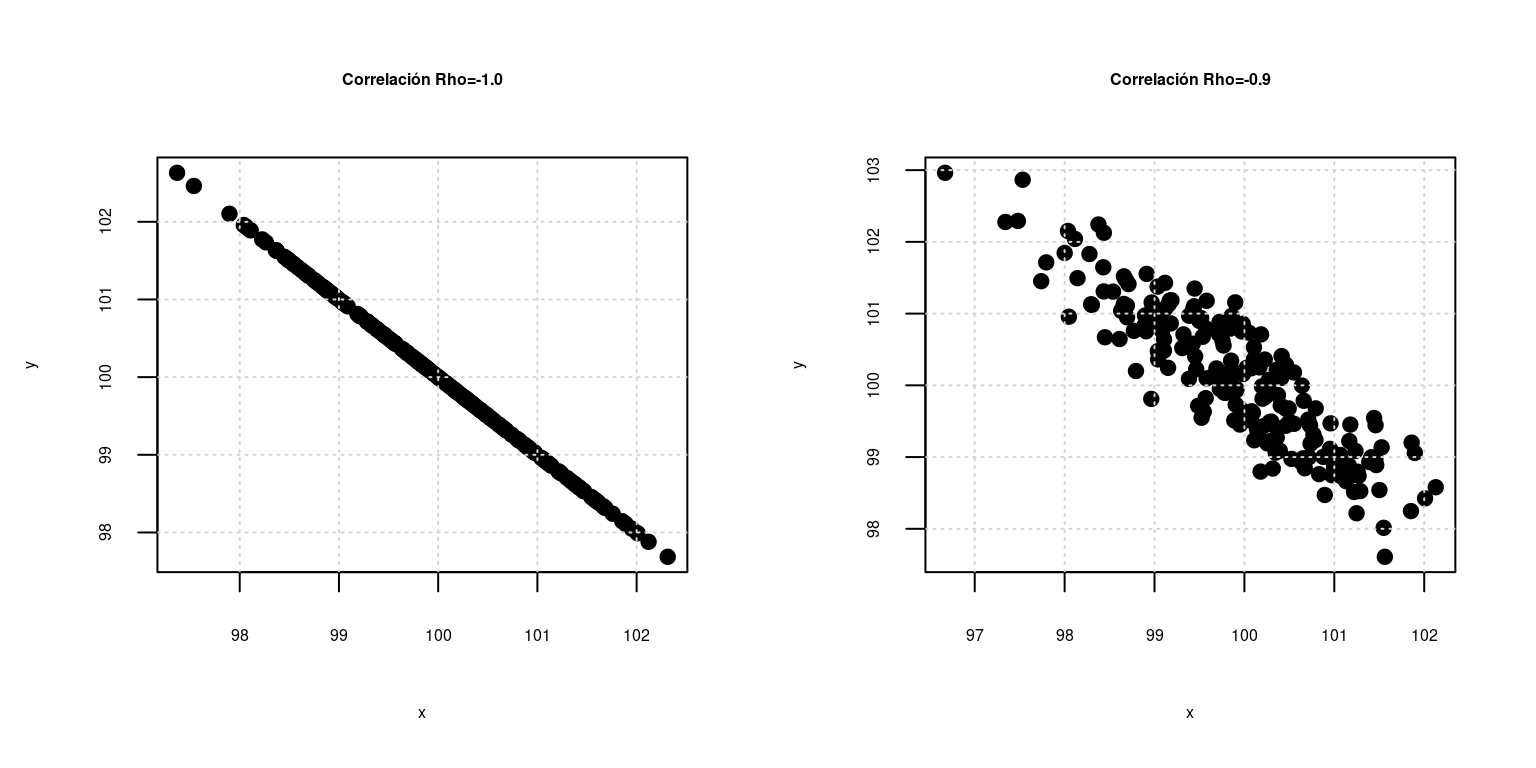 Correlación Rho=-1.0
102
101
100
99
98
y
98 99 100 101 102
x
Correlación Rho=-0.9
103
102
101
100
99
98
y
97 98 99 100 101 102
x